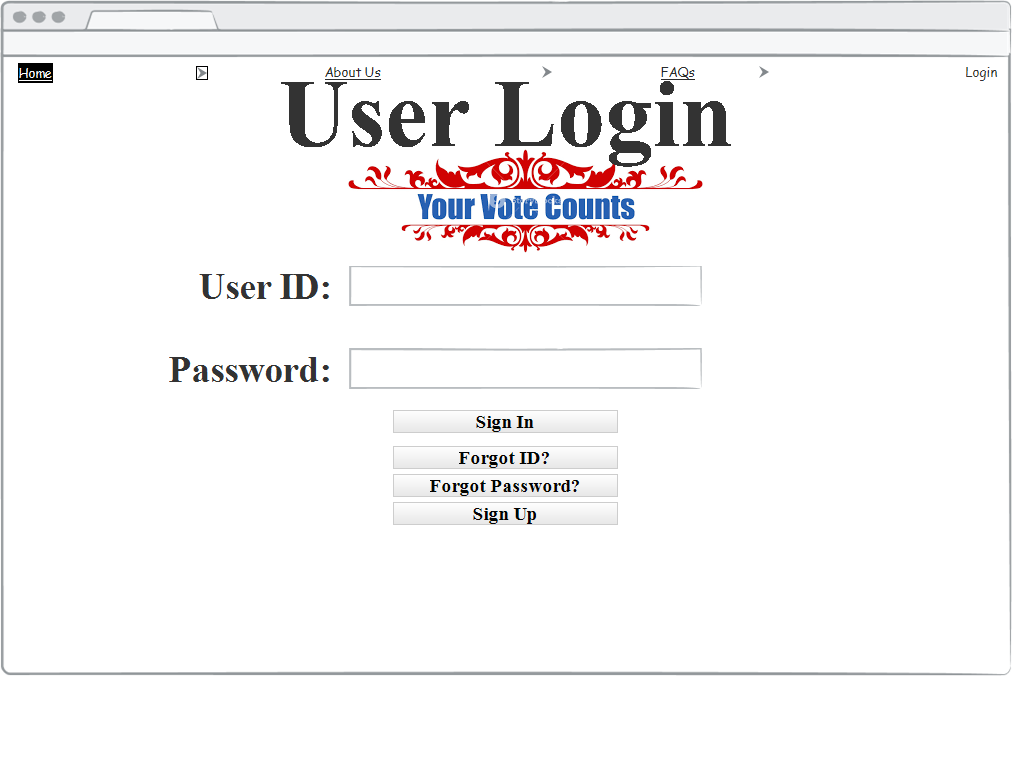 Home About Us FAQs Login
User Login
Your Vote Counts
User ID:
Password:
Sign In
Forgot ID?
Forgot Password?
Sign Up